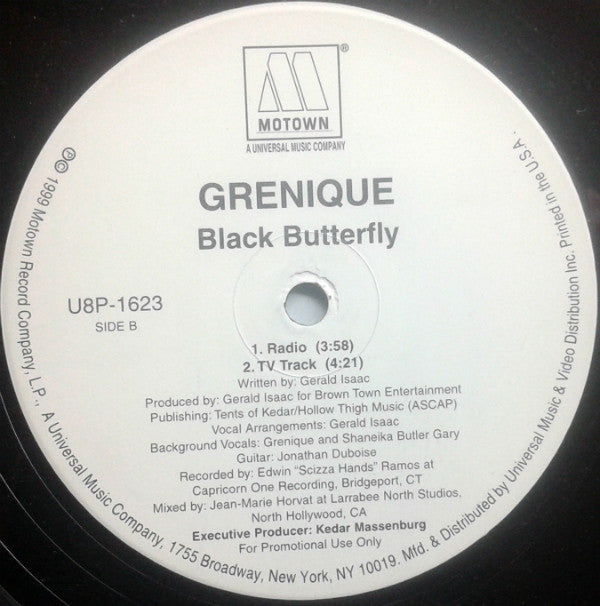 ®
MOTOWN
A UNIVERSAL MUSIC COMPANY
GRENIQUE
Black Butterfly
U8P-1623
SIDE B
1. Radio (3:58)
2. TV Track (4:21)
Written by: Gerald Isaac
Produced by: Gerald Isaac for Brown Town Entertainment
Publishing: Tents of Kedar/Hollow Thigh Music (ASCAP)
Vocal Arrangements: Gerald Isaac
Background Vocals: Grenique and Shaneika Butler Gary
Guitar: Jonathan Duboise
Recorded by: Edwin "Scizza Hands" Ramos at
Capricorn One Recording, Bridgeport, CT
Mixed by: Jean-Marie Horvat at Larrabee North Studios,
North Hollywood, CA
Executive Producer: Kedar Massenburg
For Promotional Use Only
℗© 1999 Motown Record Company, L.P., A Universal Music Company, 1755 Broadway, New York, NY 10019. Mfd. & Distributed by Universal Music & Video Distribution Inc. Printed in the U.S.A.